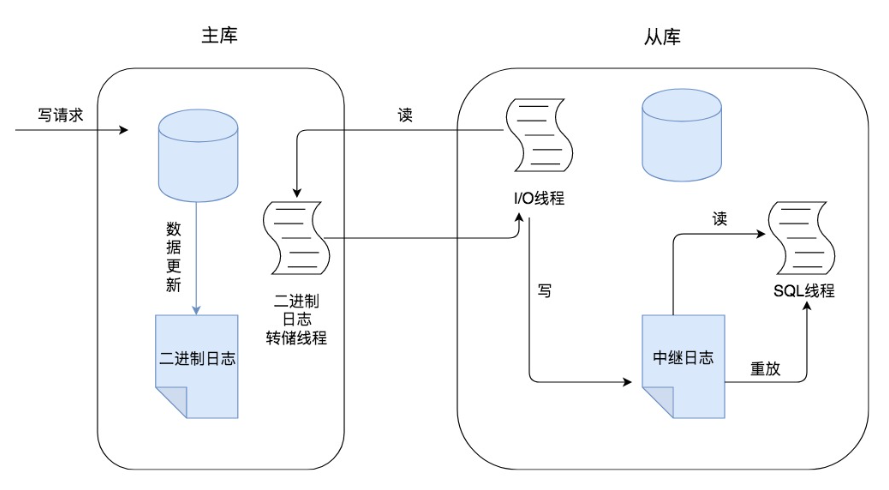 主库
从库
写请求
读
I/O线程
数
据
更
新
读
写
二进制
日志
转储线程
SQL线程
二进制日志
中继日志
重放